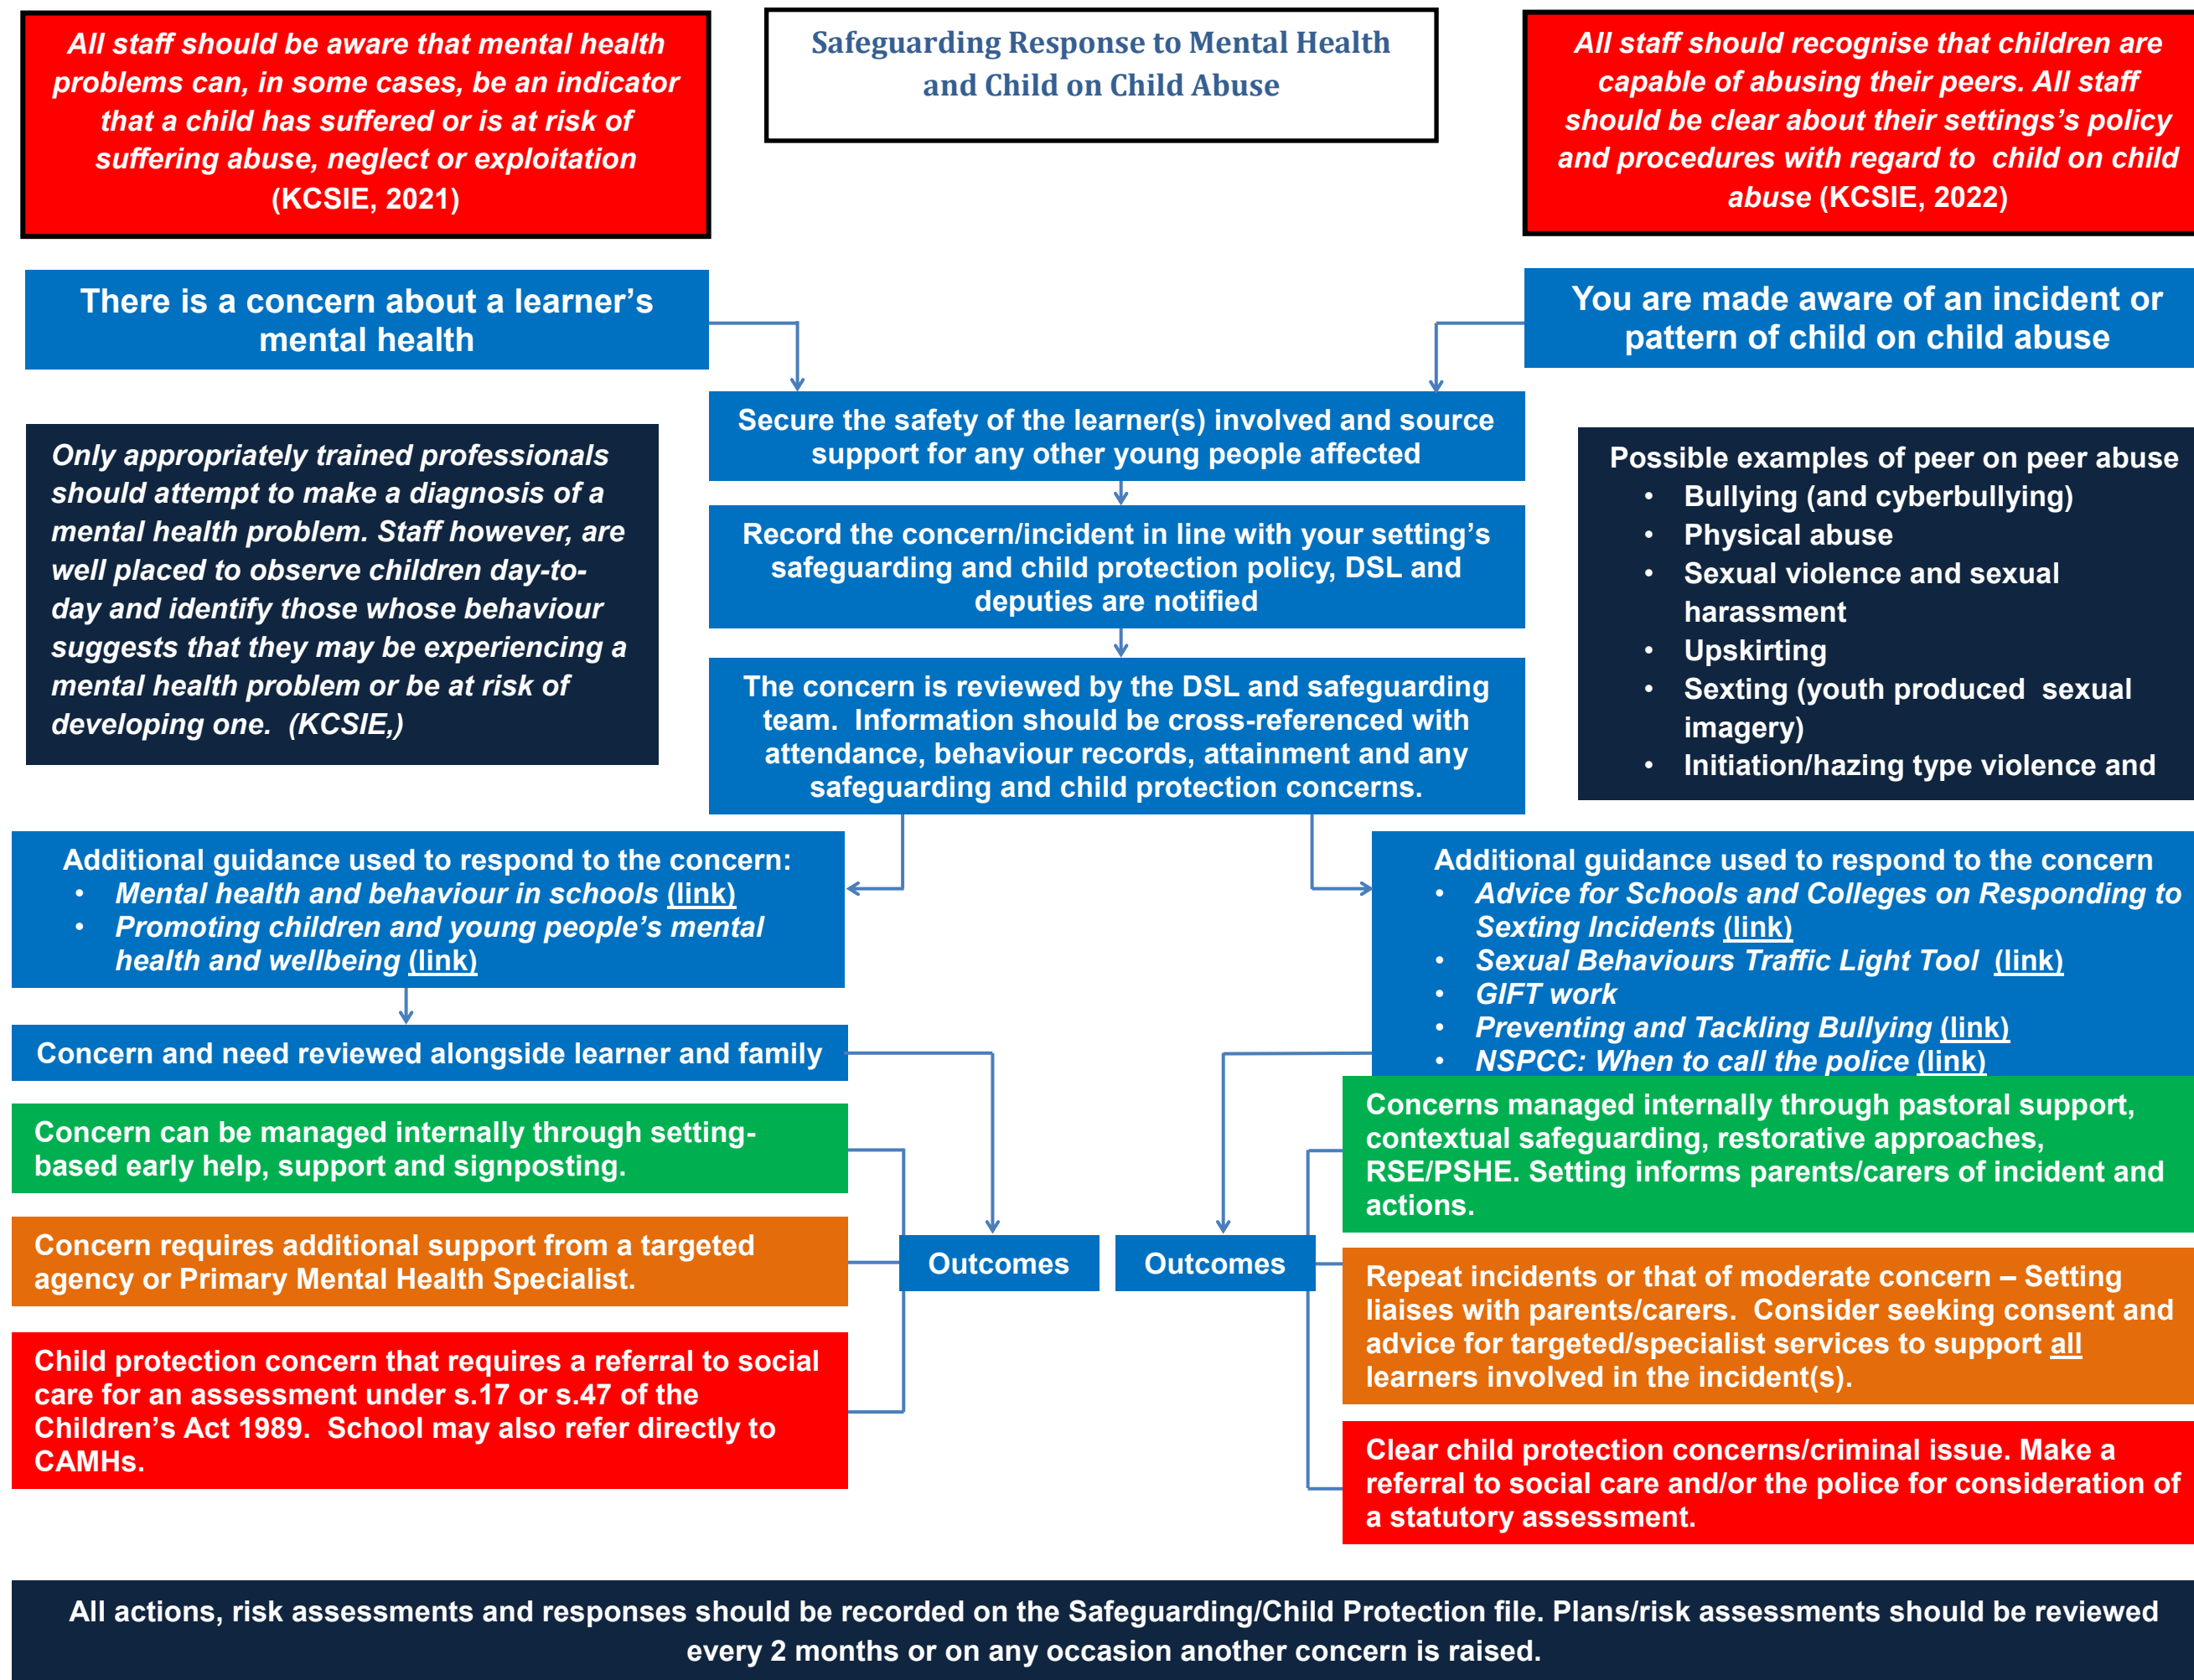 All staff should be aware that mental health
problems can, in some cases, be an indicator
that a child has suffered or is at risk of
suffering abuse, neglect or exploitation
(KCSIE, 2021)
Safeguarding Response to Mental Health
and Child on Child Abuse
All staff should recognise that children are
capable of abusing their peers. All staff
should be clear about their settings's policy
and procedures with regard to child on child
abuse (KCSIE, 2022)
There is a concern about a learner’s
mental health
You are made aware of an incident or
pattern of child on child abuse
Secure the safety of the learner(s) involved and source
support for any other young people affected
Only appropriately trained professionals
should attempt to make a diagnosis of a
mental health problem. Staff however, are
well placed to observe children day-to-
day and identify those whose behaviour
suggests that they may be experiencing a
mental health problem or be at risk of
developing one. (KCSIE,)
Record the concern/incident in line with your setting’s
safeguarding and child protection policy, DSL and
deputies are notified
The concern is reviewed by the DSL and safeguarding
team. Information should be cross-referenced with
attendance, behaviour records, attainment and any
safeguarding and child protection concerns.
Possible examples of peer on peer abuse
• Bullying (and cyberbullying)
• Physical abuse
• Sexual violence and sexual
harassment
• Upskirting
• Sexting (youth produced sexual
imagery)
• Initiation/hazing type violence and
Additional guidance used to respond to the concern:
• Mental health and behaviour in schools (link)
• Promoting children and young people’s mental
health and wellbeing (link)
Additional guidance used to respond to the concern
• Advice for Schools and Colleges on Responding to
Sexting Incidents (link)
• Sexual Behaviours Traffic Light Tool (link)
• GIFT work
• Preventing and Tackling Bullying (link)
• NSPCC: When to call the police (link)
Concern and need reviewed alongside learner and family
Concern can be managed internally through setting-
based early help, support and signposting.
Concern requires additional support from a targeted
agency or Primary Mental Health Specialist.
Child protection concern that requires a referral to social
care for an assessment under s.17 or s.47 of the
Children’s Act 1989. School may also refer directly to
CAMHs.
Outcomes
Outcomes
Concerns managed internally through pastoral support,
contextual safeguarding, restorative approaches,
RSE/PSHE. Setting informs parents/carers of incident and
actions.
Repeat incidents or that of moderate concern – Setting
liaises with parents/carers. Consider seeking consent and
advice for targeted/specialist services to support all
learners involved in the incident(s).
Clear child protection concerns/criminal issue. Make a
referral to social care and/or the police for consideration of
a statutory assessment.
All actions, risk assessments and responses should be recorded on the Safeguarding/Child Protection file. Plans/risk assessments should be reviewed
every 2 months or on any occasion another concern is raised.